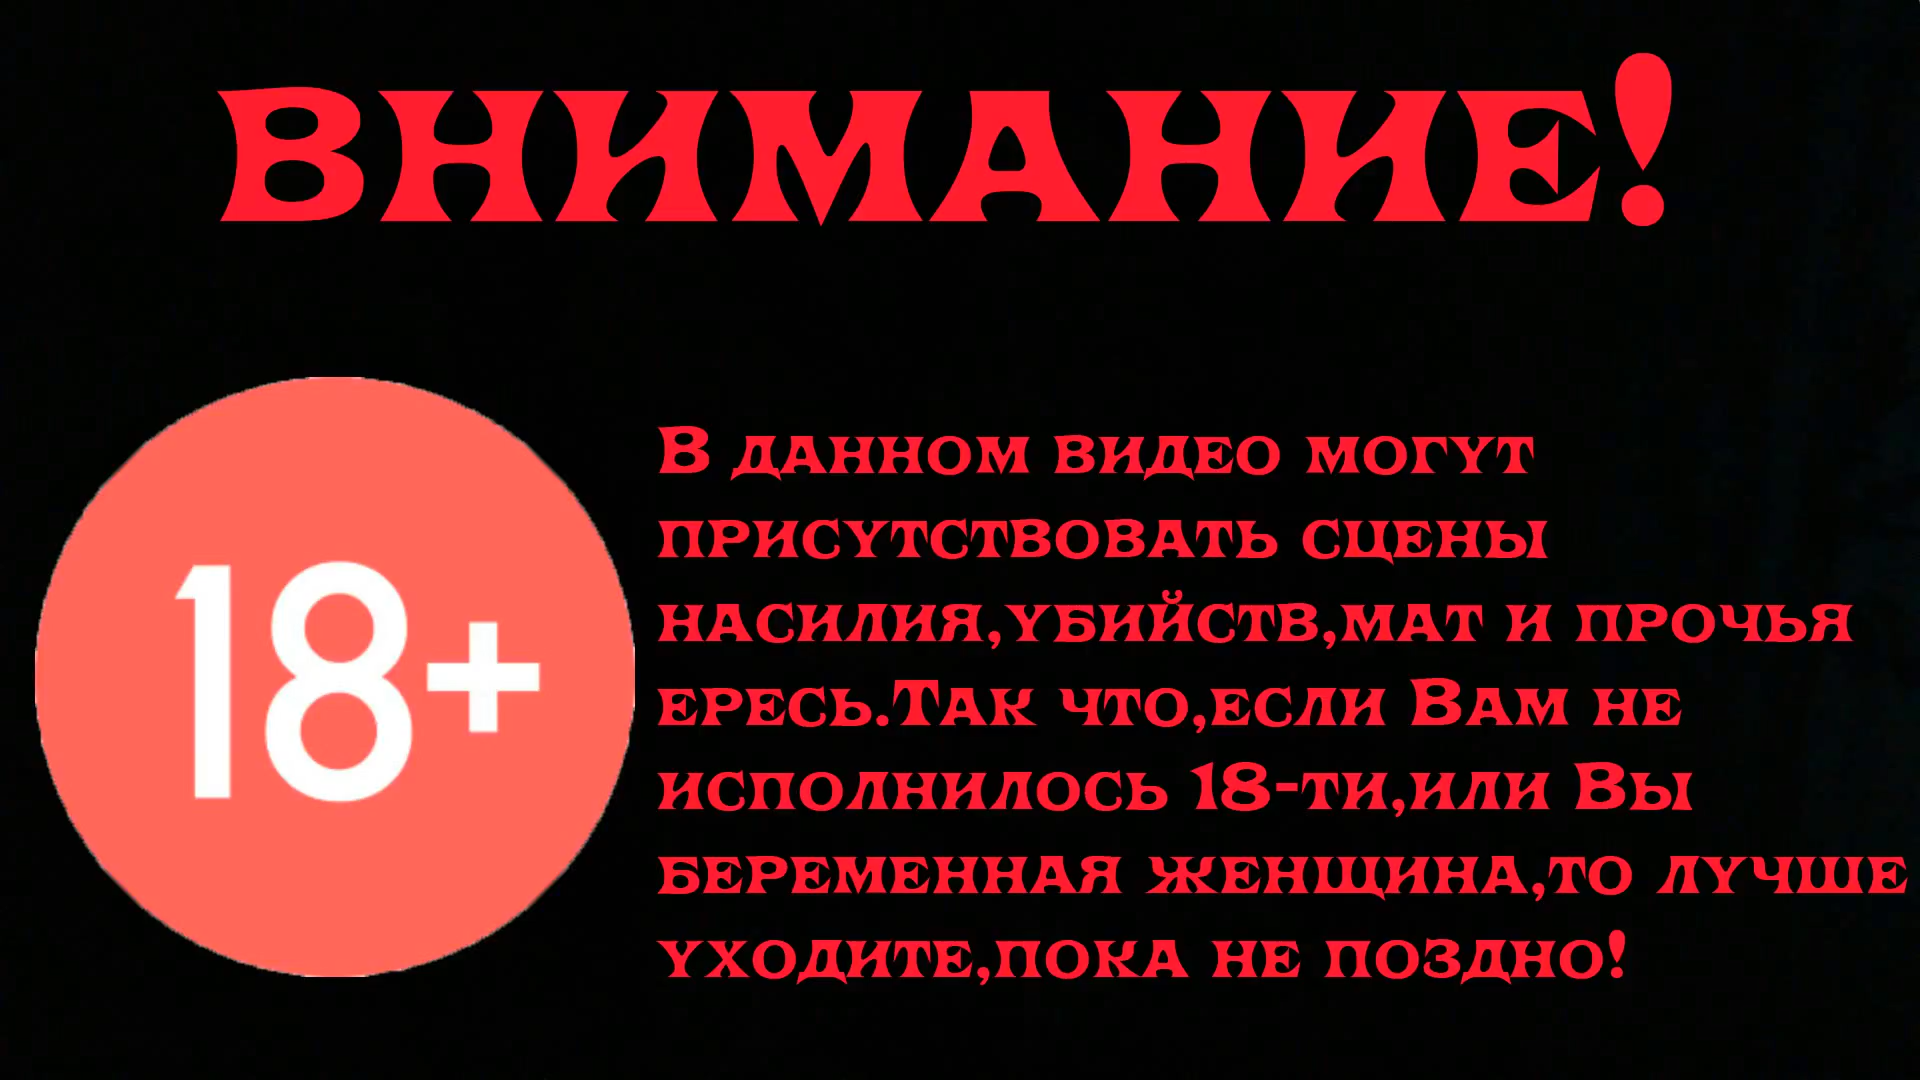 ВНИМАНИЕ!
18+
В данном видео могут
присутствовать сцены
насилия,убийств,мат и прочья
ересь.Так что,если Вам не
исполнилось 18-ти,или Вы
беременная женщина,то лучше
уходите,пока не поздно!